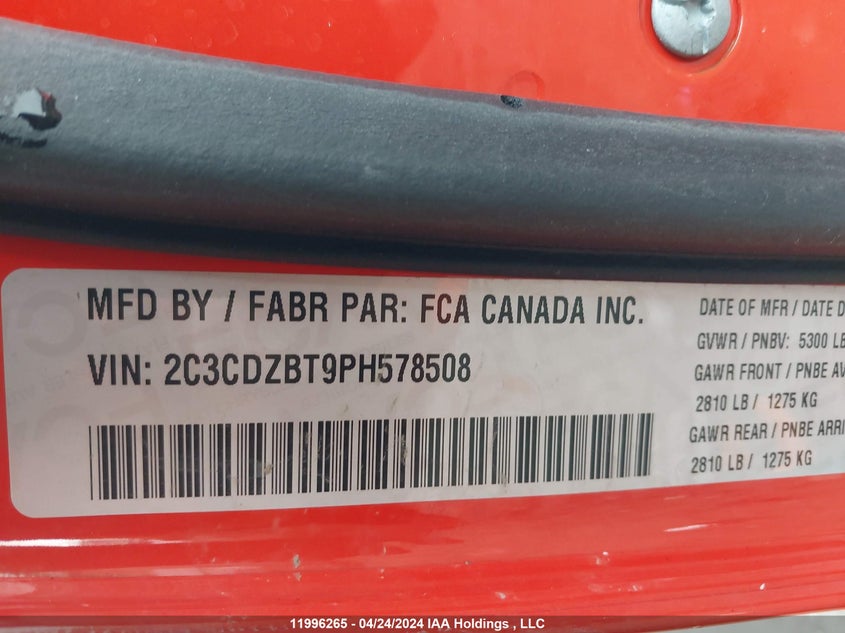 MFD BY / FABR PAR: FCA CANADA INC.
VIN: 2C3CDZBT9PH578508
DATE OF MFR / DATE D
GVWR / PNBV: 5300 LB
GAWR FRONT / PNBE AV
2810 LB / 1275 KG
GAWR REAR / PNBE ARRI
2810 LB / 1275 KG
11996265 - 04/24/2024 IAA Holdings , LLC